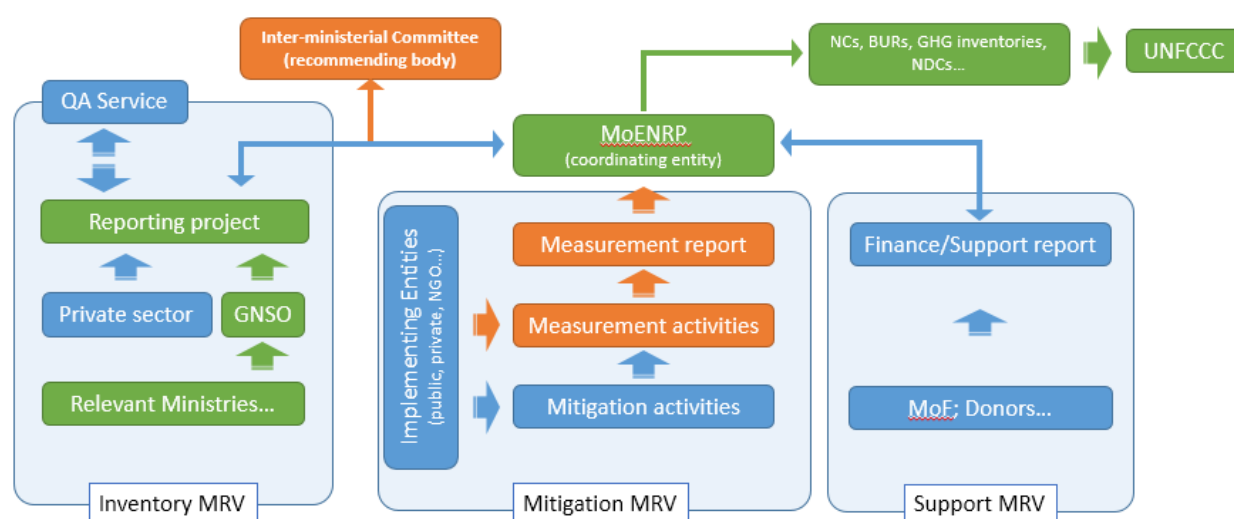 Inter-ministerial Committee
(recommending body)
NCs, BURs, GHG inventories,
NDCs...
UNFCCC
QA Service
MoENRP
(coordinating entity)
Reporting project
Private sector
GNSO
Relevant Ministries...
Inventory MRV
Implementing Entities
(public, private, NGO...)
Measurement report
Measurement activities
Mitigation activities
Mitigation MRV
Finance/Support report
MoF; Donors...
Support MRV